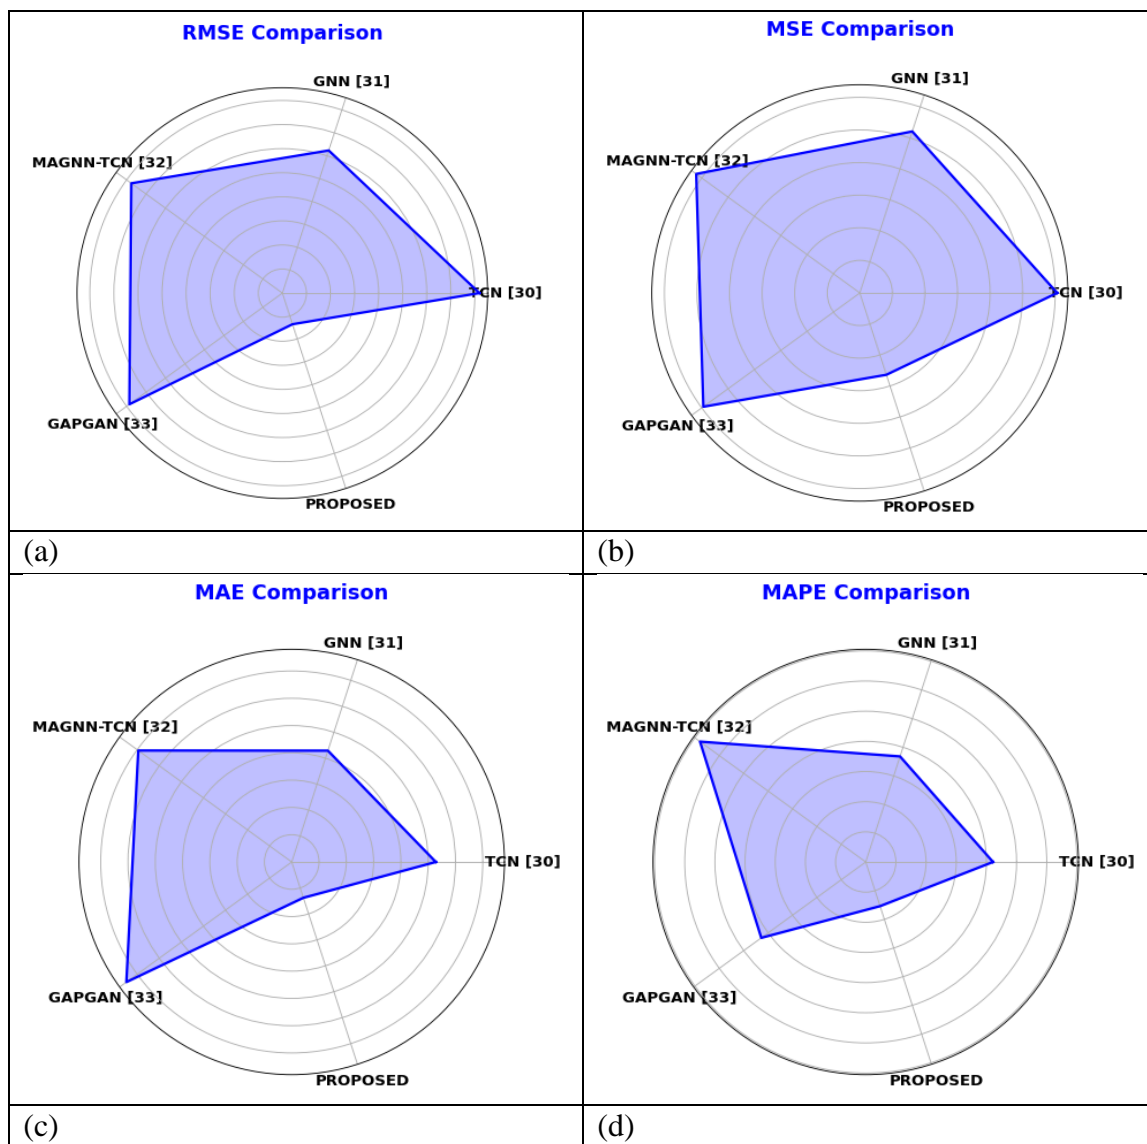 RMSE Comparison
GNN [31]
MAGNN-TCN [32]
TCN [30]
GAPGAN [33]
PROPOSED
(a)
MSE Comparison
GNN [31]
MAGNN-TCN [32]
TCN [30]
GAPGAN [33]
PROPOSED
(b)
MAE Comparison
GNN [31]
MAGNN-TCN [32]
TCN [30]
GAPGAN [33]
PROPOSED
(c)
MAPE Comparison
GNN [31]
MAGNN-TCN [32]
TCN [30]
GAPGAN [33]
PROPOSED
(d)